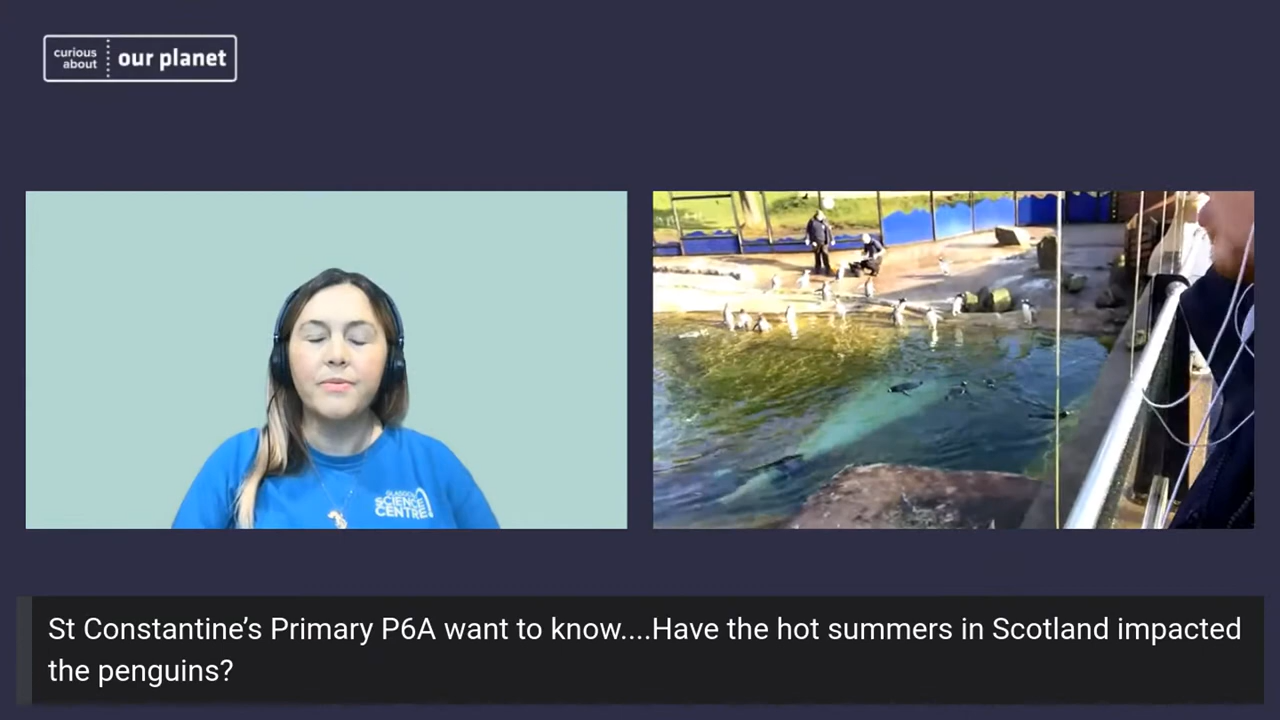 curious
about
our planet
GLASGOW
SCIENCE
CENTRE
St Constantine’s Primary P6A want to know....Have the hot summers in Scotland impacted
the penguins?